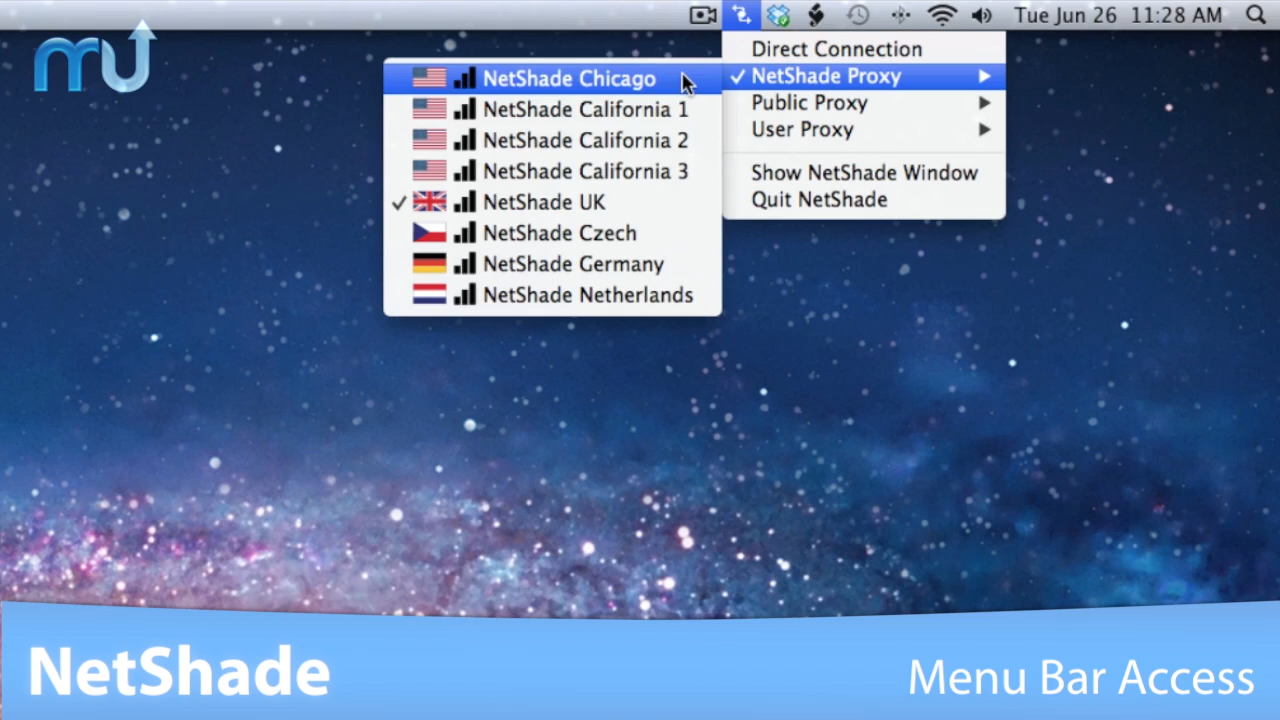 Tue Jun 26 11:28 AM
mu
Direct Connection
NetShade Proxy
Public Proxy
User Proxy
Show NetShade Window
Quit NetShade
NetShade Chicago
NetShade California 1
NetShade California 2
NetShade California 3
NetShade UK
NetShade Czech
NetShade Germany
NetShade Netherlands
NetShade
Menu Bar Access